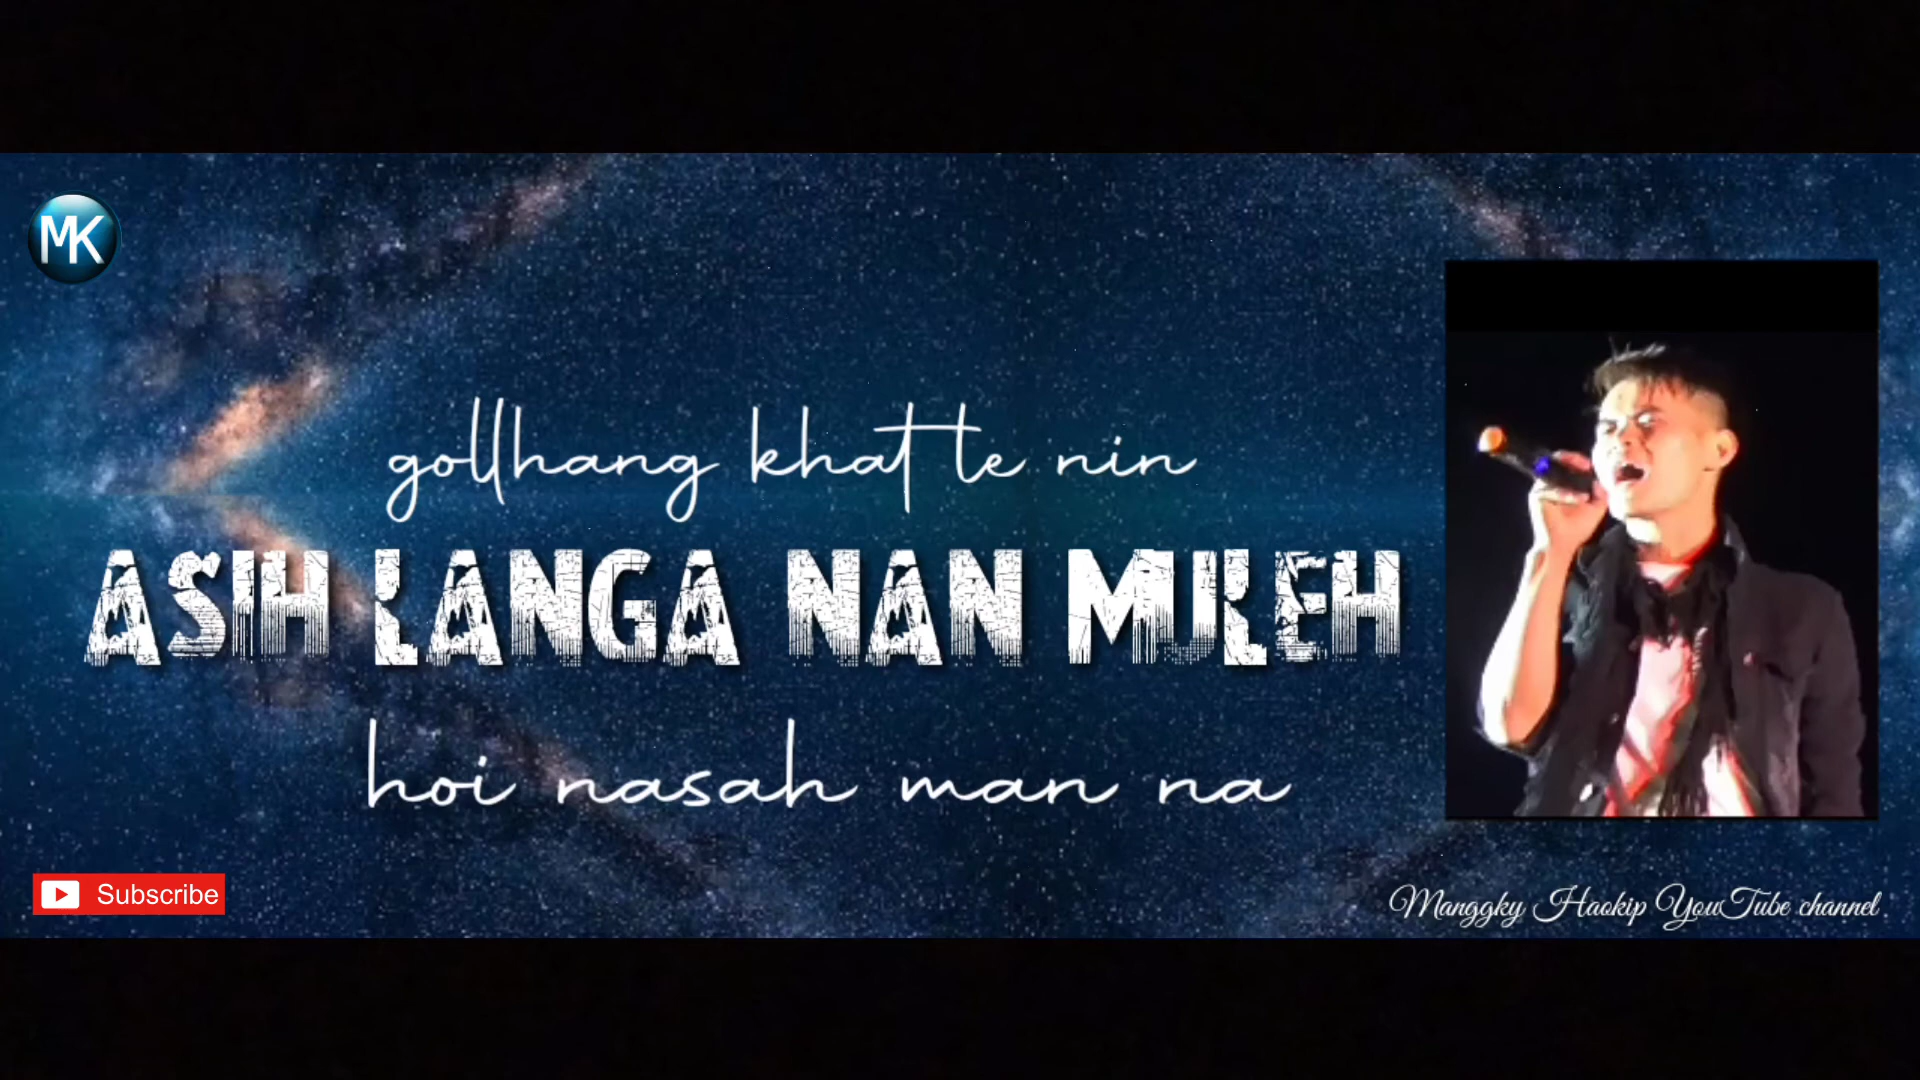 MK
gollhang khat te nin
ASIH LANGA NAN MULEH
hoi nasah man na
Subscribe
Manggky Haokip YouTube channel